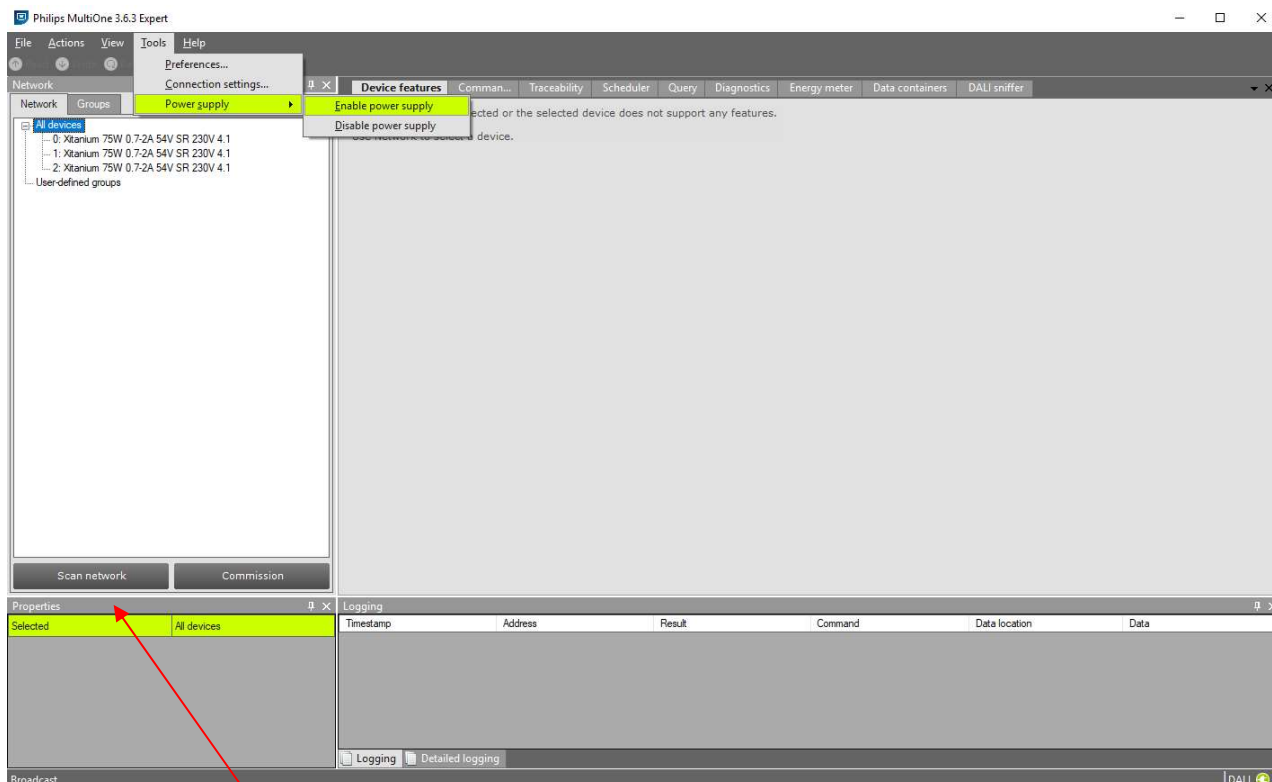 Philips MultiOne 3.6.3 Expert
File Actions View Tools Help
Preferences...
Connection settings...
Power supply
Enable power supply
Disable power supply
Network
Network Groups
All devices
0: Xitanium 75W 0.7-2A 54V SR 230V 4.1
1: Xitanium 75W 0.7-2A 54V SR 230V 4.1
2: Xitanium 75W 0.7-2A 54V SR 230V 4.1
User-defined groups
Device features Comman... Traceability Scheduler Query Diagnostics Energy meter Data containers DALI sniffer
ected or the selected device does not support any features.
a device.
Scan network Commission
Properties
Selected All devices
Logging
Timestamp Address Result Command Data location Data
Logging Detailed logging
Broadcast
DALI